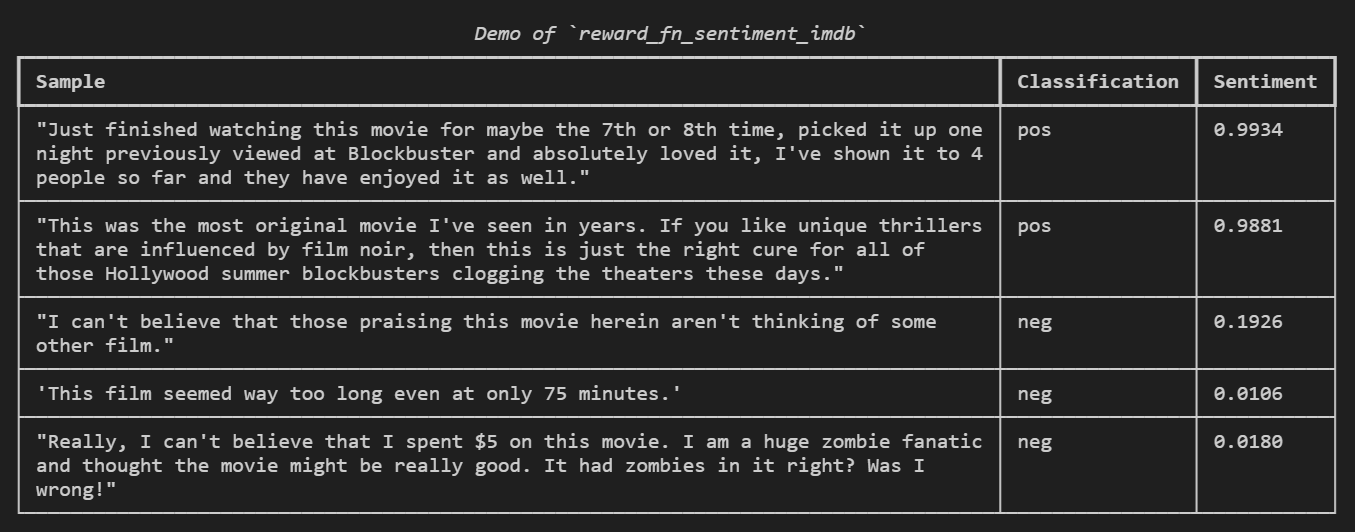 Demo of `reward_fn_sentiment_imdb`
Sample Classification Sentiment
"Just finished watching this movie for maybe the 7th or 8th time, picked it up one pos 0.9934
night previously viewed at Blockbuster and absolutely loved it, I've shown it to 4
people so far and they have enjoyed it as well."
"This was the most original movie I've seen in years. If you like unique thrillers pos 0.9881
that are influenced by film noir, then this is just the right cure for all of
those Hollywood summer blockbusters clogging the theaters these days."
"I can't believe that those praising this movie herein aren't thinking of some neg 0.1926
other film."
'This film seemed way too long even at only 75 minutes.' neg 0.0106
"Really, I can't believe that I spent $5 on this movie. I am a huge zombie fanatic neg 0.0180
and thought the movie might be really good. It had zombies in it right? Was I
wrong!"